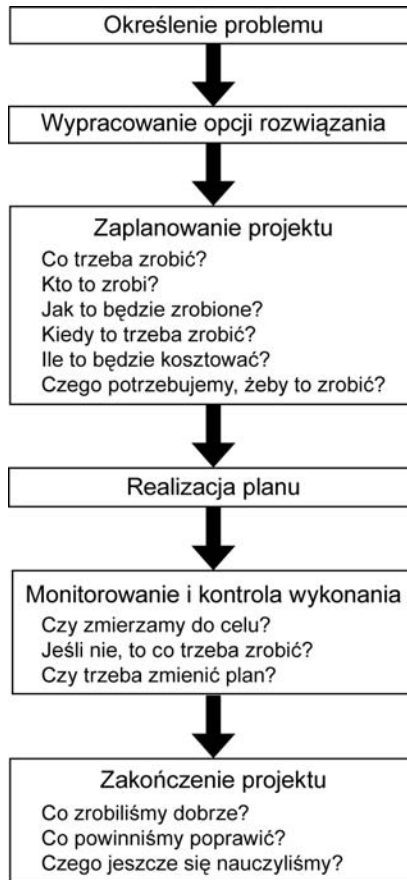 Określenie problemu
Wypracowanie opcji rozwiązania
Zaplanowanie projektu
Co trzeba zrobić?
Kto to zrobi?
Jak to będzie zrobione?
Kiedy to trzeba zrobić?
Ile to będzie kosztować?
Czego potrzebujemy, żeby to zrobić?
Realizacja planu
Monitorowanie i kontrola wykonania
Czy zmierzamy do celu?
Jeśli nie, to co trzeba zrobić?
Czy trzeba zmienić plan?
Zakończenie projektu
Co zrobiliśmy dobrze?
Co powinniśmy poprawić?
Czego jeszcze się nauczyliśmy?